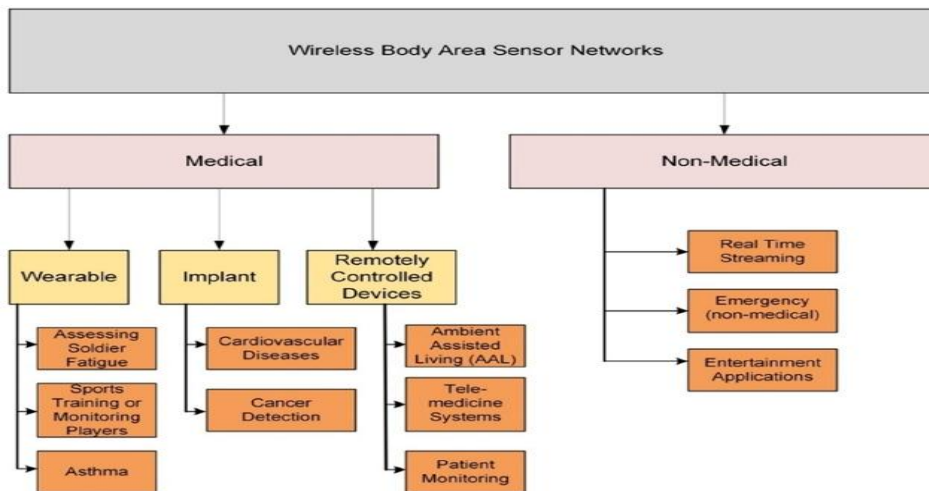 Wireless Body Area Sensor Networks
Medical
Non-Medical
Wearable
Implant
Remotely
Controlled
Devices
Assessing
Soldier
Fatigue
Sports
Training or
Monitoring
Players
Asthma
Cardiovascular
Diseases
Cancer
Detection
Ambient
Assisted
Living (AAL)
Tele-
medicine
Systems
Patient
Monitoring
Real Time
Streaming
Emergency
(non-medical)
Entertainment
Applications